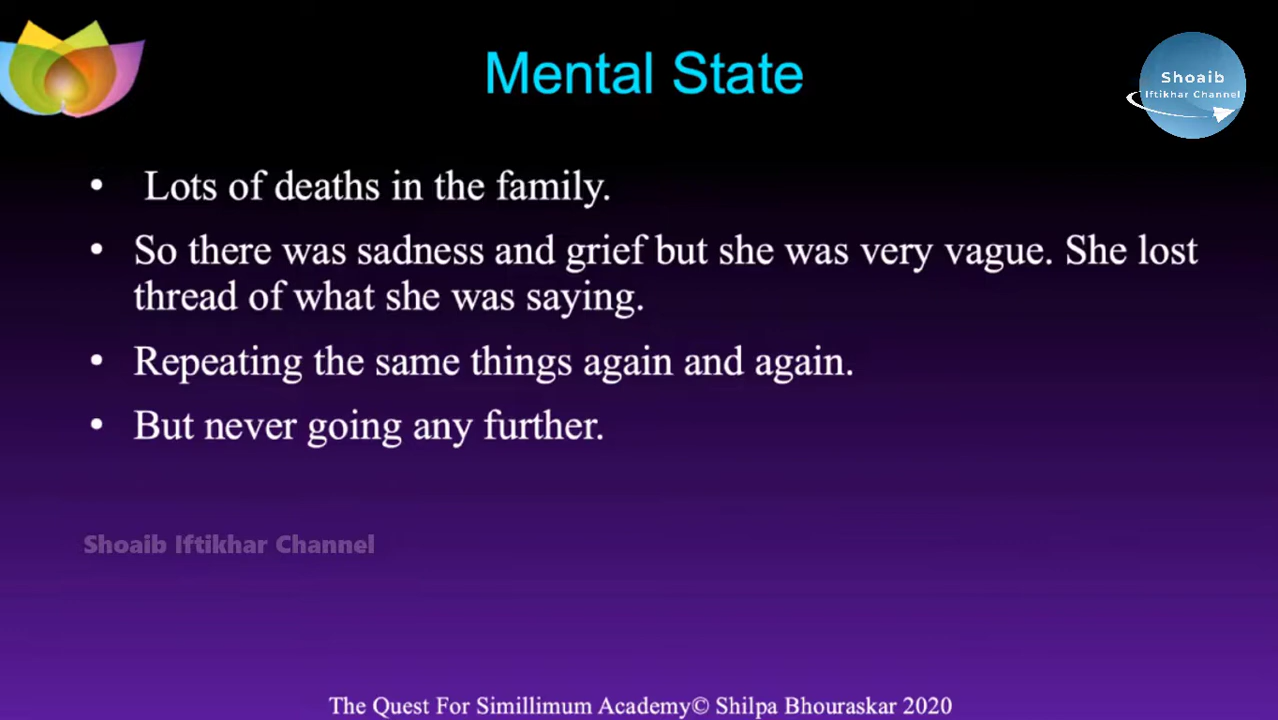 Mental State
Shoaib
Iftikhar Channel
• Lots of deaths in the family.
• So there was sadness and grief but she was very vague. She lost
thread of what she was saying.
• Repeating the same things again and again.
• But never going any further.
Shoaib Iftikhar Channel
The Quest For Simillimum Academy© Shilpa Bhouraskar 2020